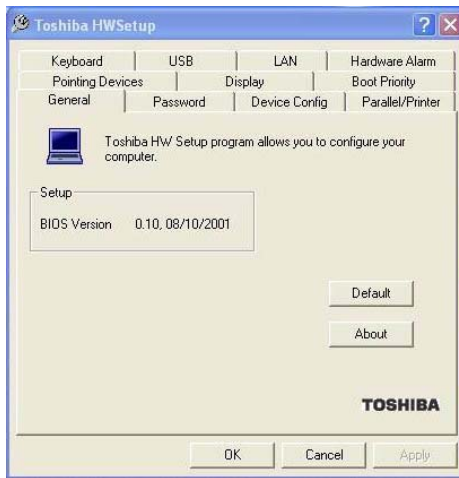 Toshiba HWSetup
Keyboard USB LAN Hardware Alarm
Pointing Devices Display Boot Priority
General Password Device Config Parallel/Printer
Toshiba HW Setup program allows you to configure your
computer.
Setup
BIOS Version 0.10, 08/10/2001
Default
About
TOSHIBA
OK Cancel Apply